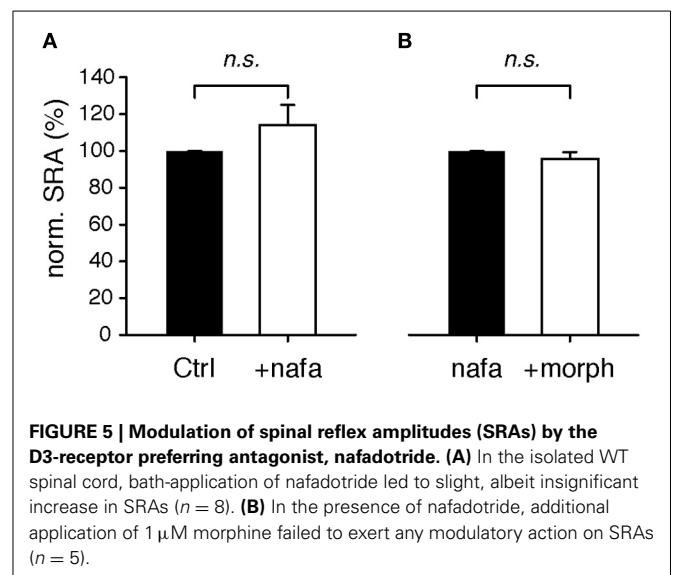 A
B
n.s.
n.s.
norm. SRA (%)
140
120
100
80
60
40
20
0
Ctrl +nafa
nafa +morph
FIGURE 5 | Modulation of spinal reflex amplitudes (SRAs) by the
D3-receptor preferring antagonist, nafadotride. (A) In the isolated WT
spinal cord, bath-application of nafadotride led to slight, albeit insignificant
increase in SRAs (n = 8). (B) In the presence of nafadotride, additional
application of 1 μM morphine failed to exert any modulatory action on SRAs
(n = 5).